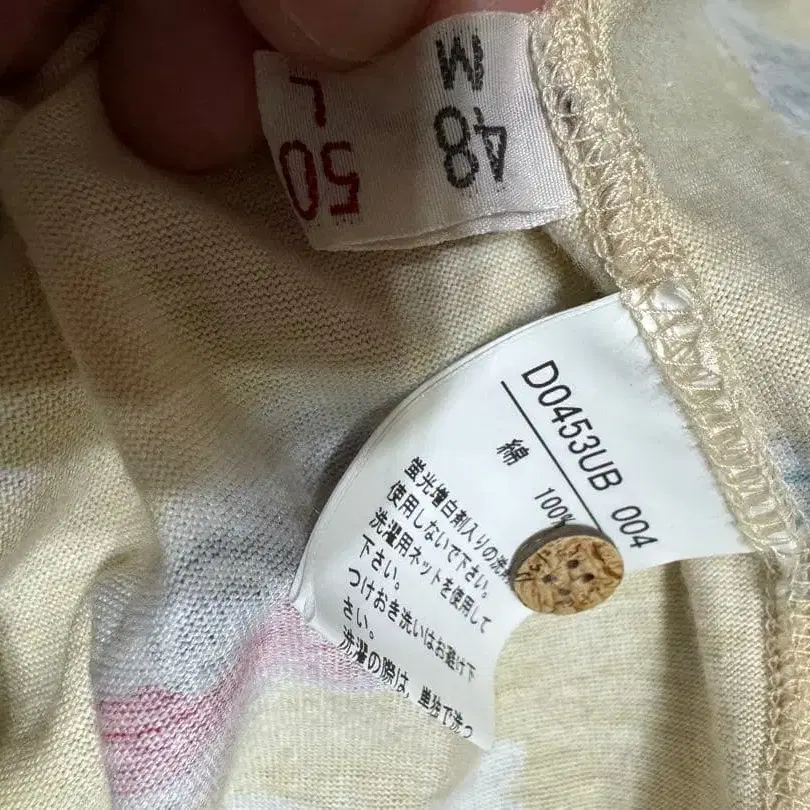 48
M
50
L
D0453UB 004
綿 100%
蛍光増白剤入りの洗剤
使用しないで下さい。
洗濯用ネットを使用して
下さい。
つけおき洗いはお避け下
さい。
洗濯の際は、単独で洗っ